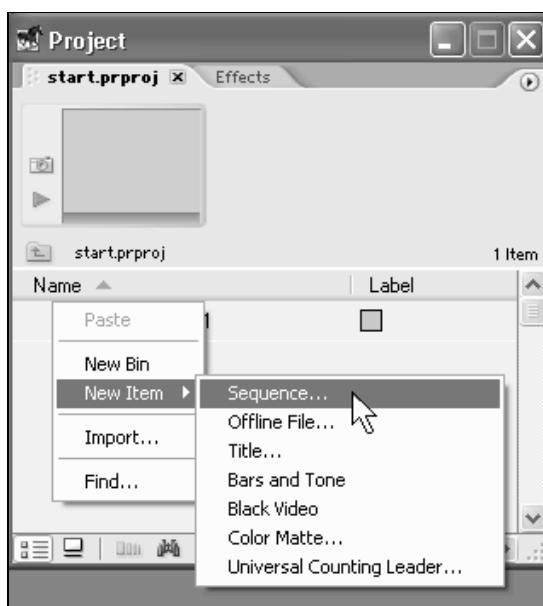 Project
start.prproj Effects
start.prproj 1 Item
Name Label
1
Paste
New Bin
New Item
Import...
Find...
Sequence...
Offline File...
Title...
Bars and Tone
Black Video
Color Matte...
Universal Counting Leader...